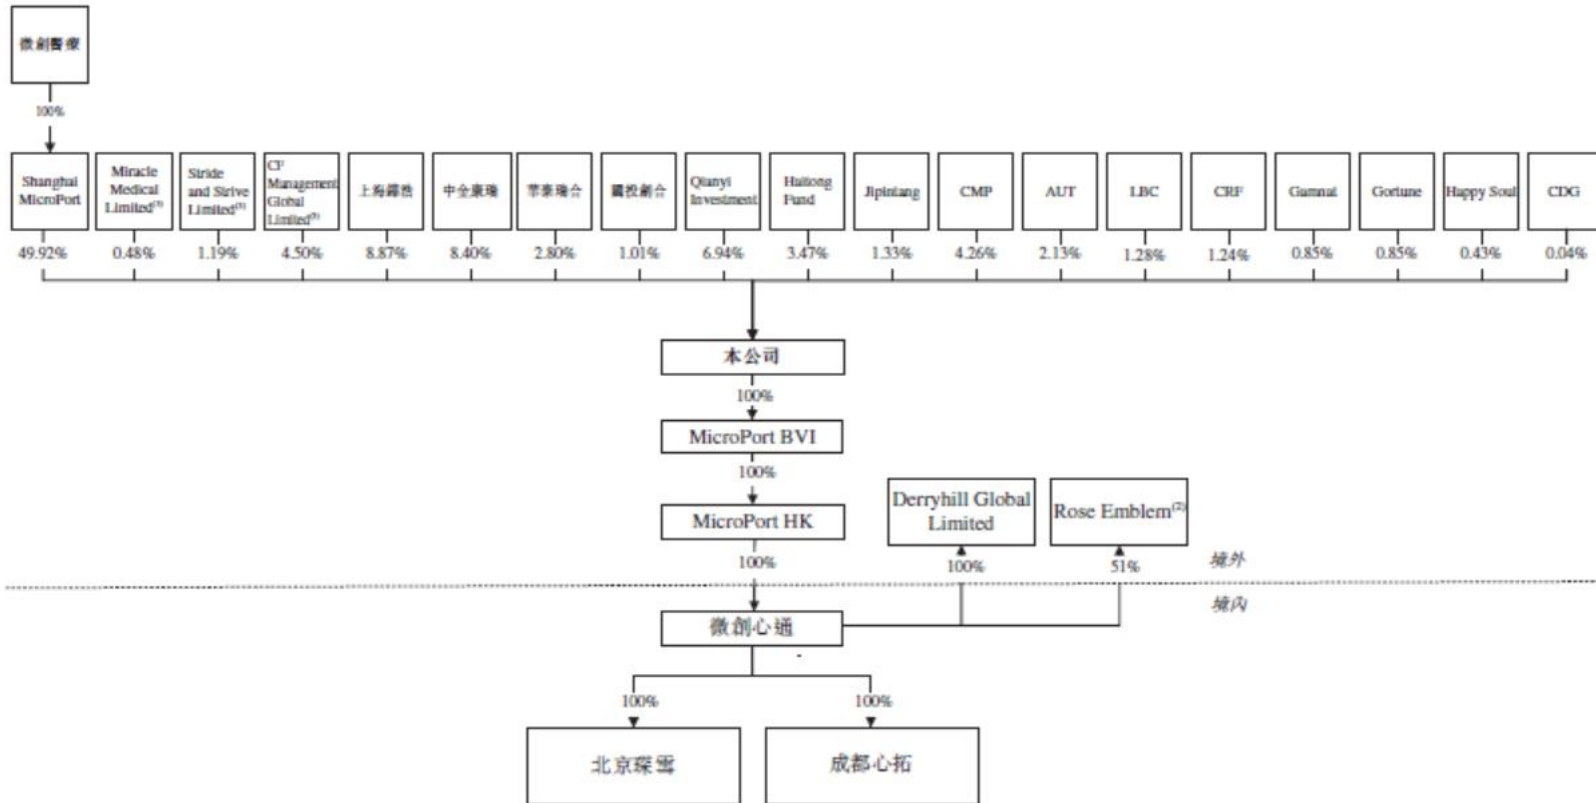 微創醫療
100%
Shanghai
MicroPort
Miracle
Medical
Limited⁽³⁾
Stride
and Strive
Limited⁽³⁾
CF
Management
Global
Limited⁽³⁾
上海
中金康瑞
華泰瑞合
國投創合
Qianyi
Investment
Haitong
Fund
Jipintang
CMP
AUT
LBC
CRF
Gamnat
Gortune
Happy Soul
CDG
49.92%
0.48%
1.19%
4.50%
8.87%
8.40%
2.80%
1.01%
6.94%
3.47%
1.33%
4.26%
2.13%
1.28%
1.24%
0.85%
0.85%
0.43%
0.04%
本公司
100%
MicroPort BVI
100%
MicroPort HK
Derryhill Global
Limited
Rose Emblem⁽²⁾
100%
100%
51%
境外
境內
微創心通
100%
100%
北京琛雪
成都心拓